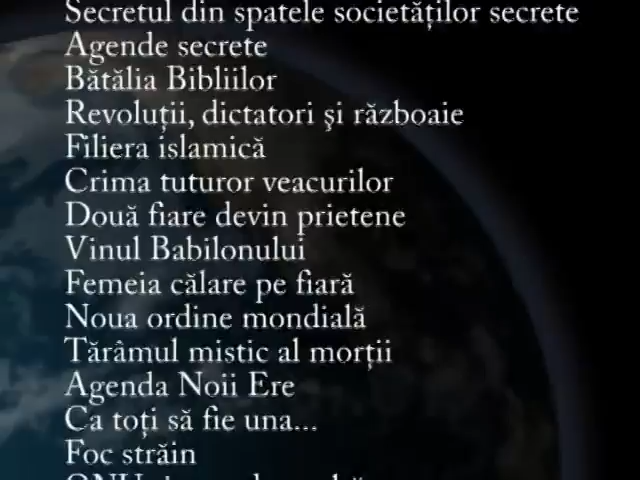 Secretul din spatele societăților secrete
Agende secrete
Bătălia Bibliilor
Revoluții, dictatori şi războaie
Filiera islamică
Crima tuturor veacurilor
Două fiare devin prietene
Vinul Babilonului
Femeia călare pe fiară
Noua ordine mondială
Tărâmul mistic al morții
Agenda Noii Ere
Ca toți să fie una...
Foc străin